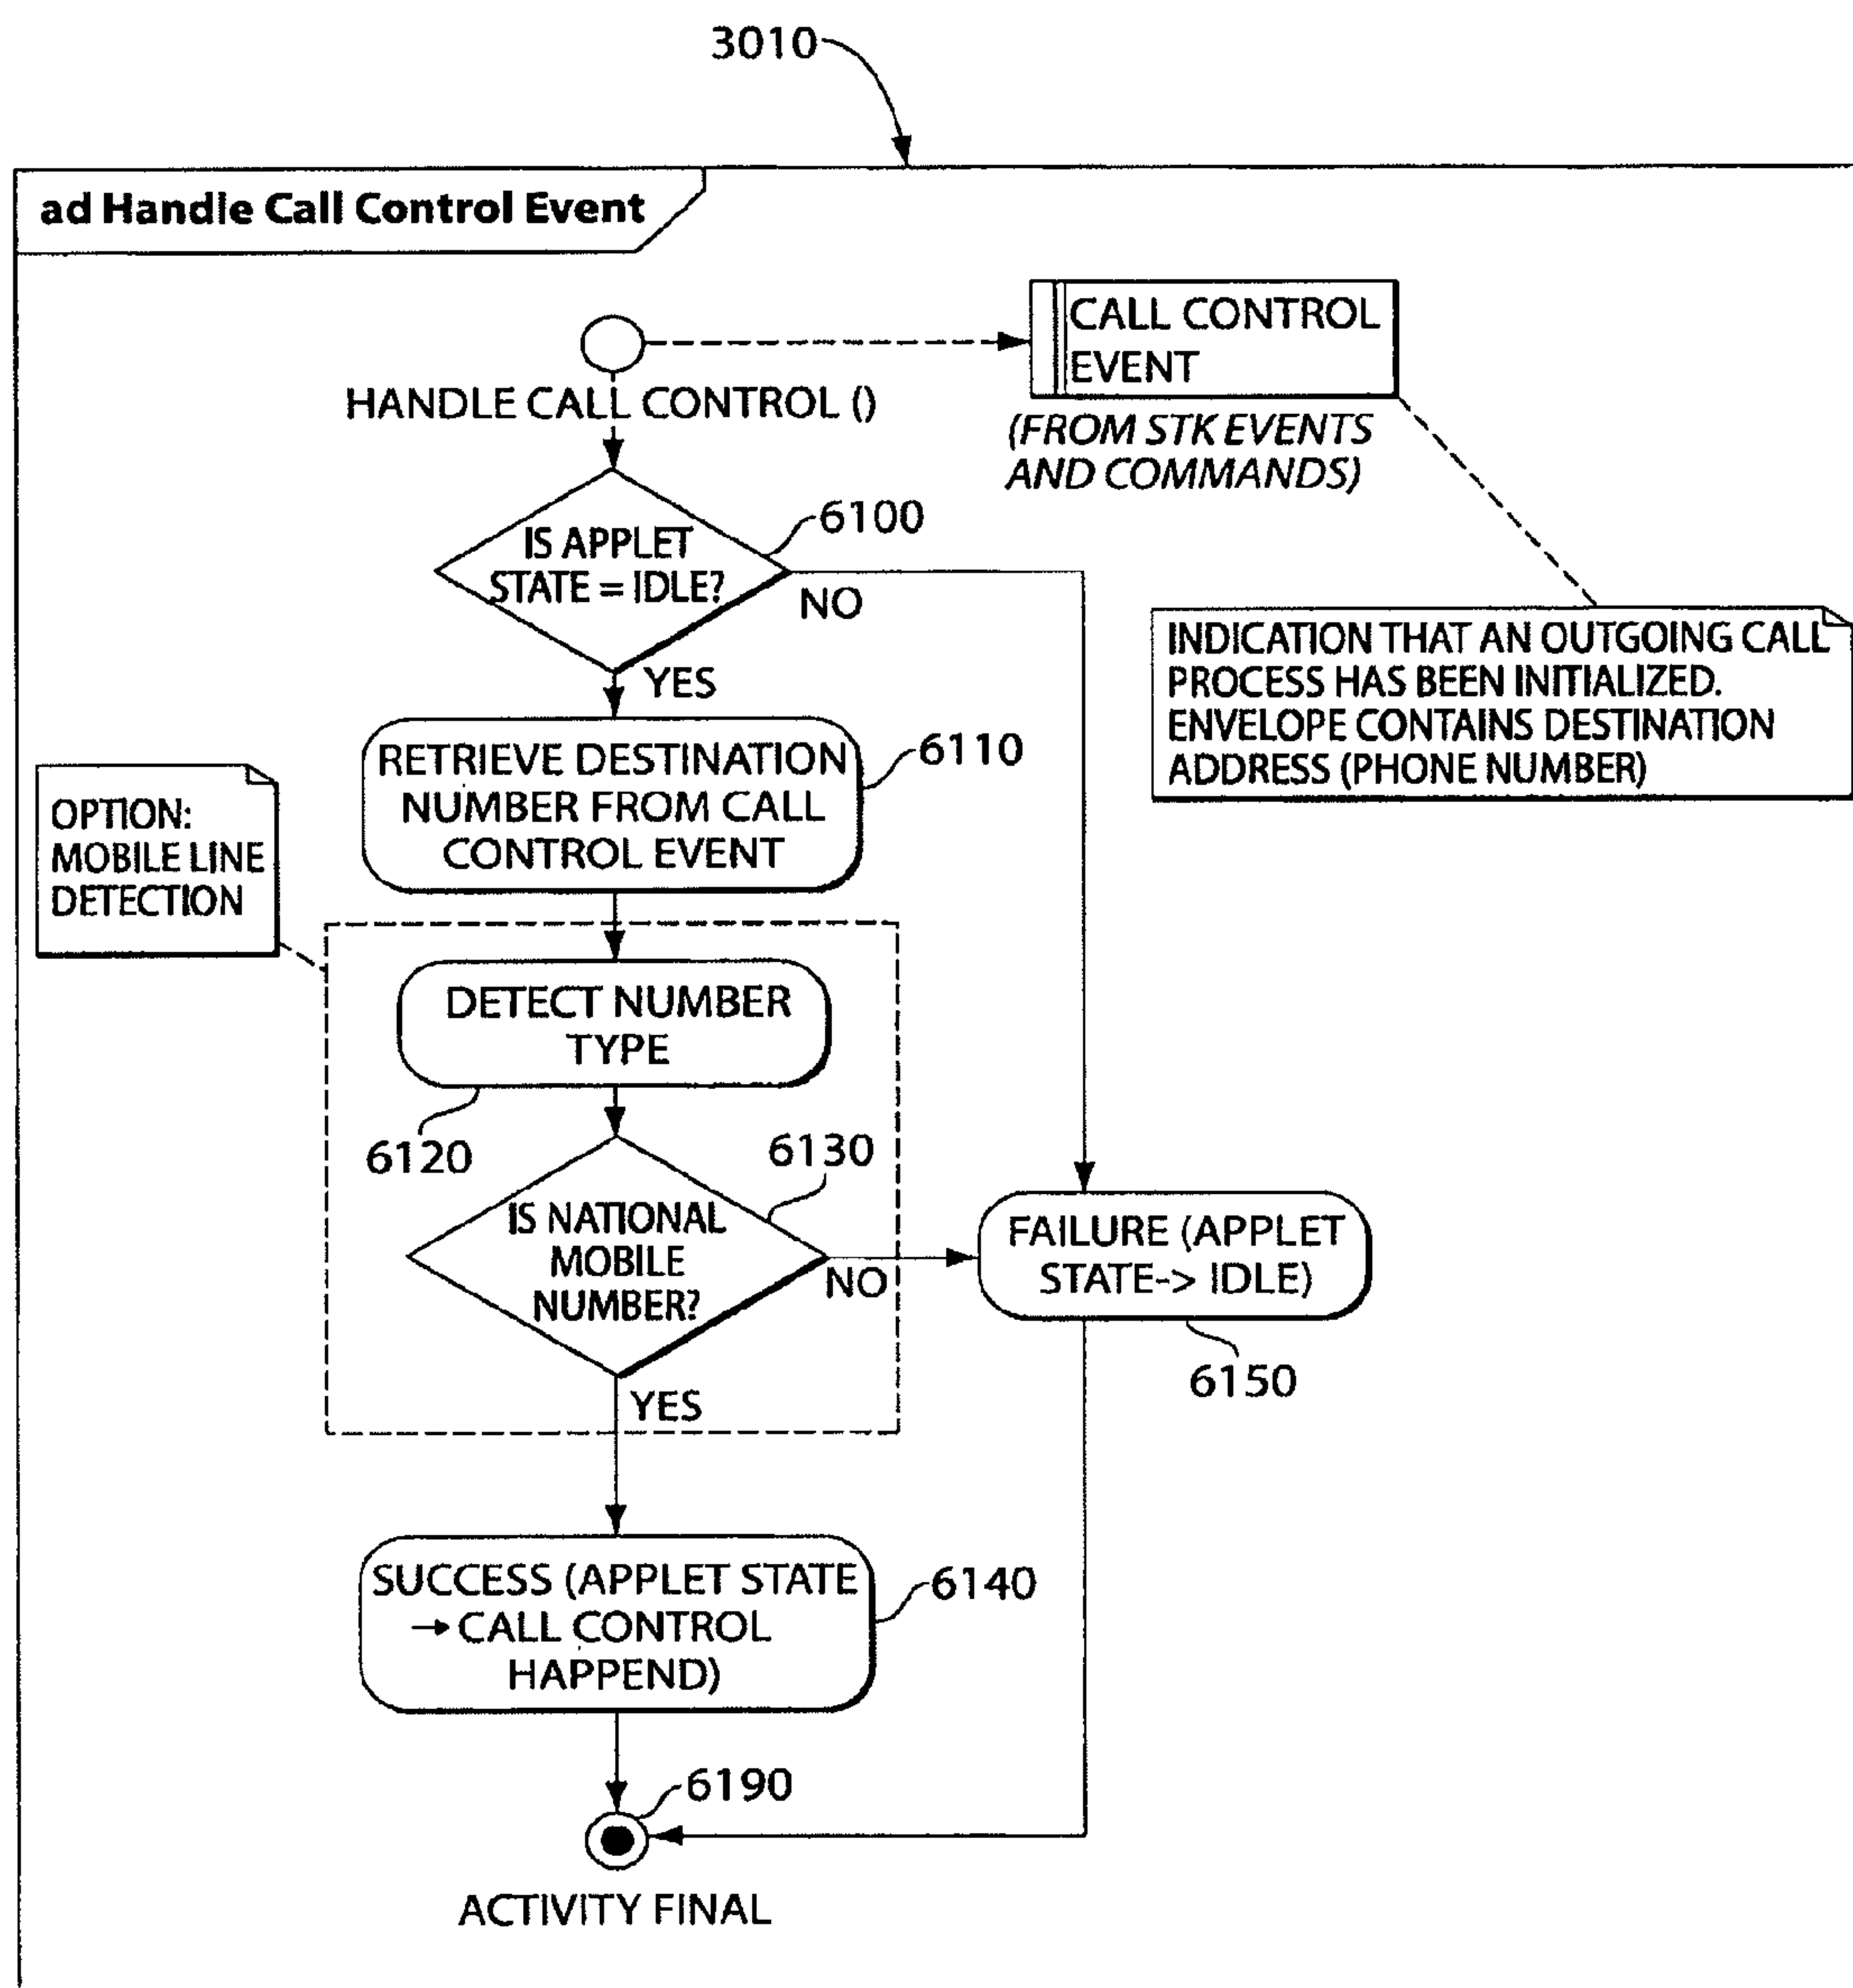 3010
ad Handle Call Control Event
CALL CONTROL
EVENT
HANDLE CALL CONTROL ()
(FROM STK EVENTS
AND COMMANDS)
6100
IS APPLET
STATE = IDLE?
NO
YES
INDICATION THAT AN OUTGOING CALL
PROCESS HAS BEEN INITIALIZED.
ENVELOPE CONTAINS DESTINATION
ADDRESS (PHONE NUMBER)
RETRIEVE DESTINATION
NUMBER FROM CALL
CONTROL EVENT
6110
OPTION:
MOBILE LINE
DETECTION
DETECT NUMBER
TYPE
6120
6130
IS NATIONAL
MOBILE
NUMBER?
NO
YES
FAILURE (APPLET
STATE-> IDLE)
6150
SUCCESS (APPLET STATE
→ CALL CONTROL
HAPPEND)
6140
6190
ACTIVITY FINAL